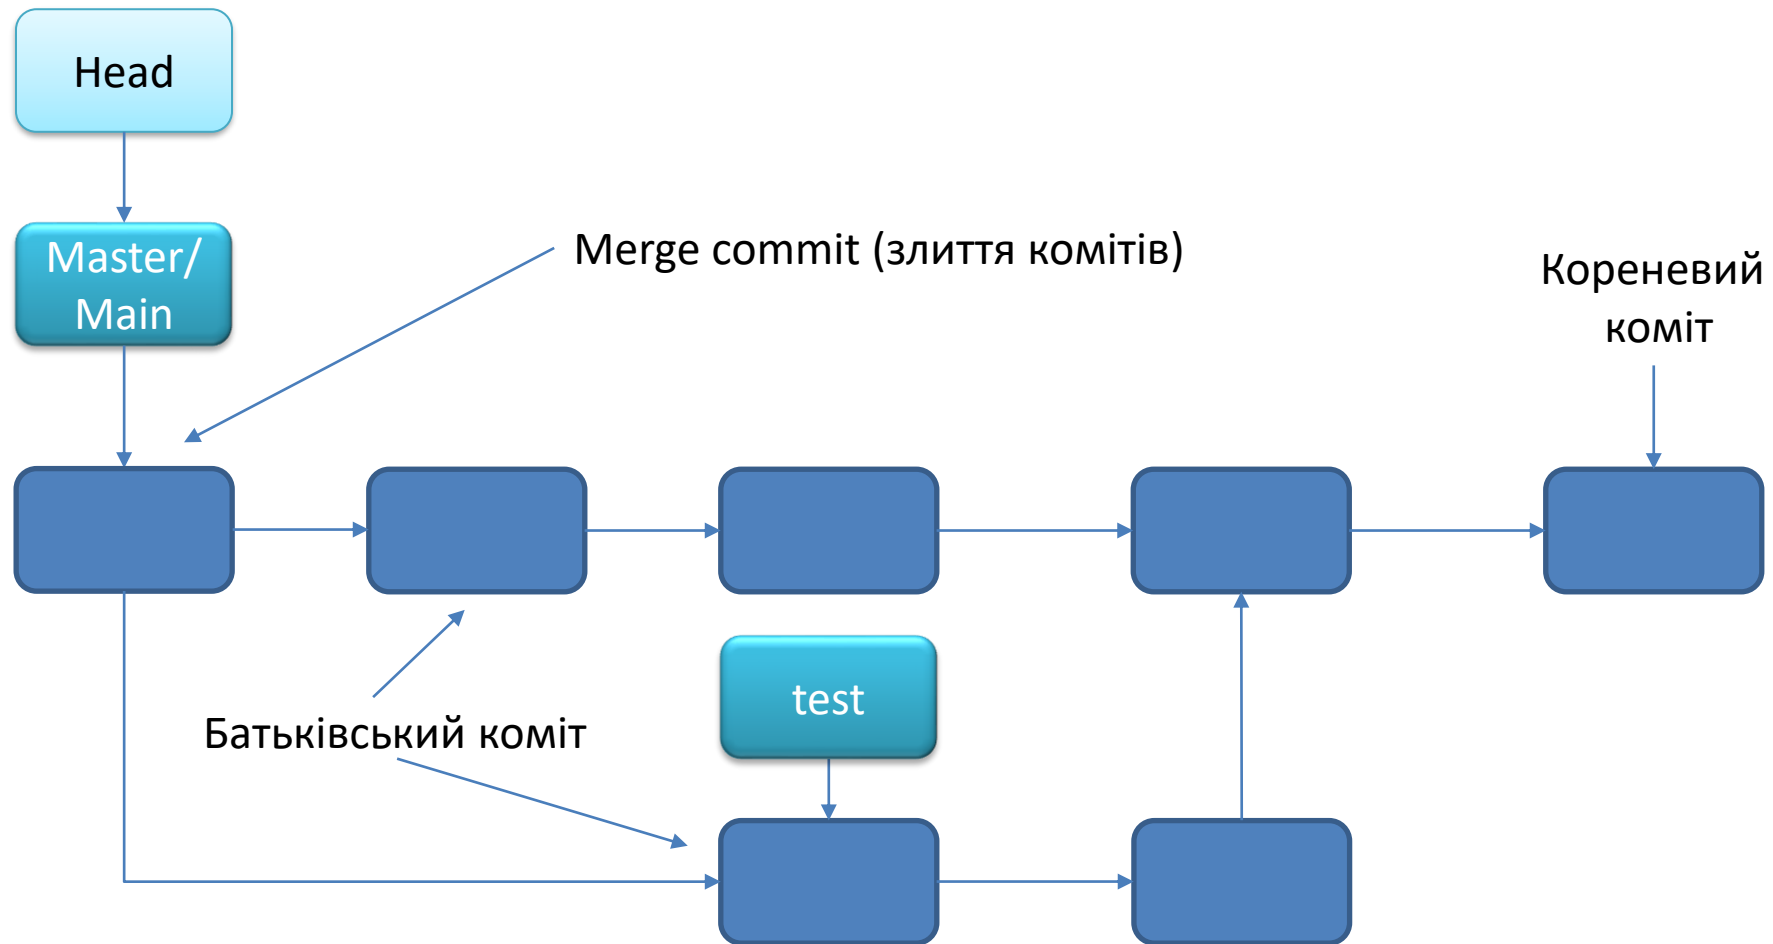 Head
Master/
Main
Merge commit (злиття комітів)
Кореневий
коміт
test
Батьківський коміт